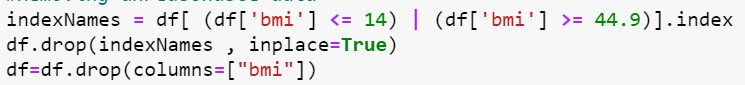 indexNames = df[ (df['bmi'] <= 14) | (df['bmi'] >= 44.9)].index
df.drop(indexNames , inplace=True)
df=df.drop(columns=["bmi"])